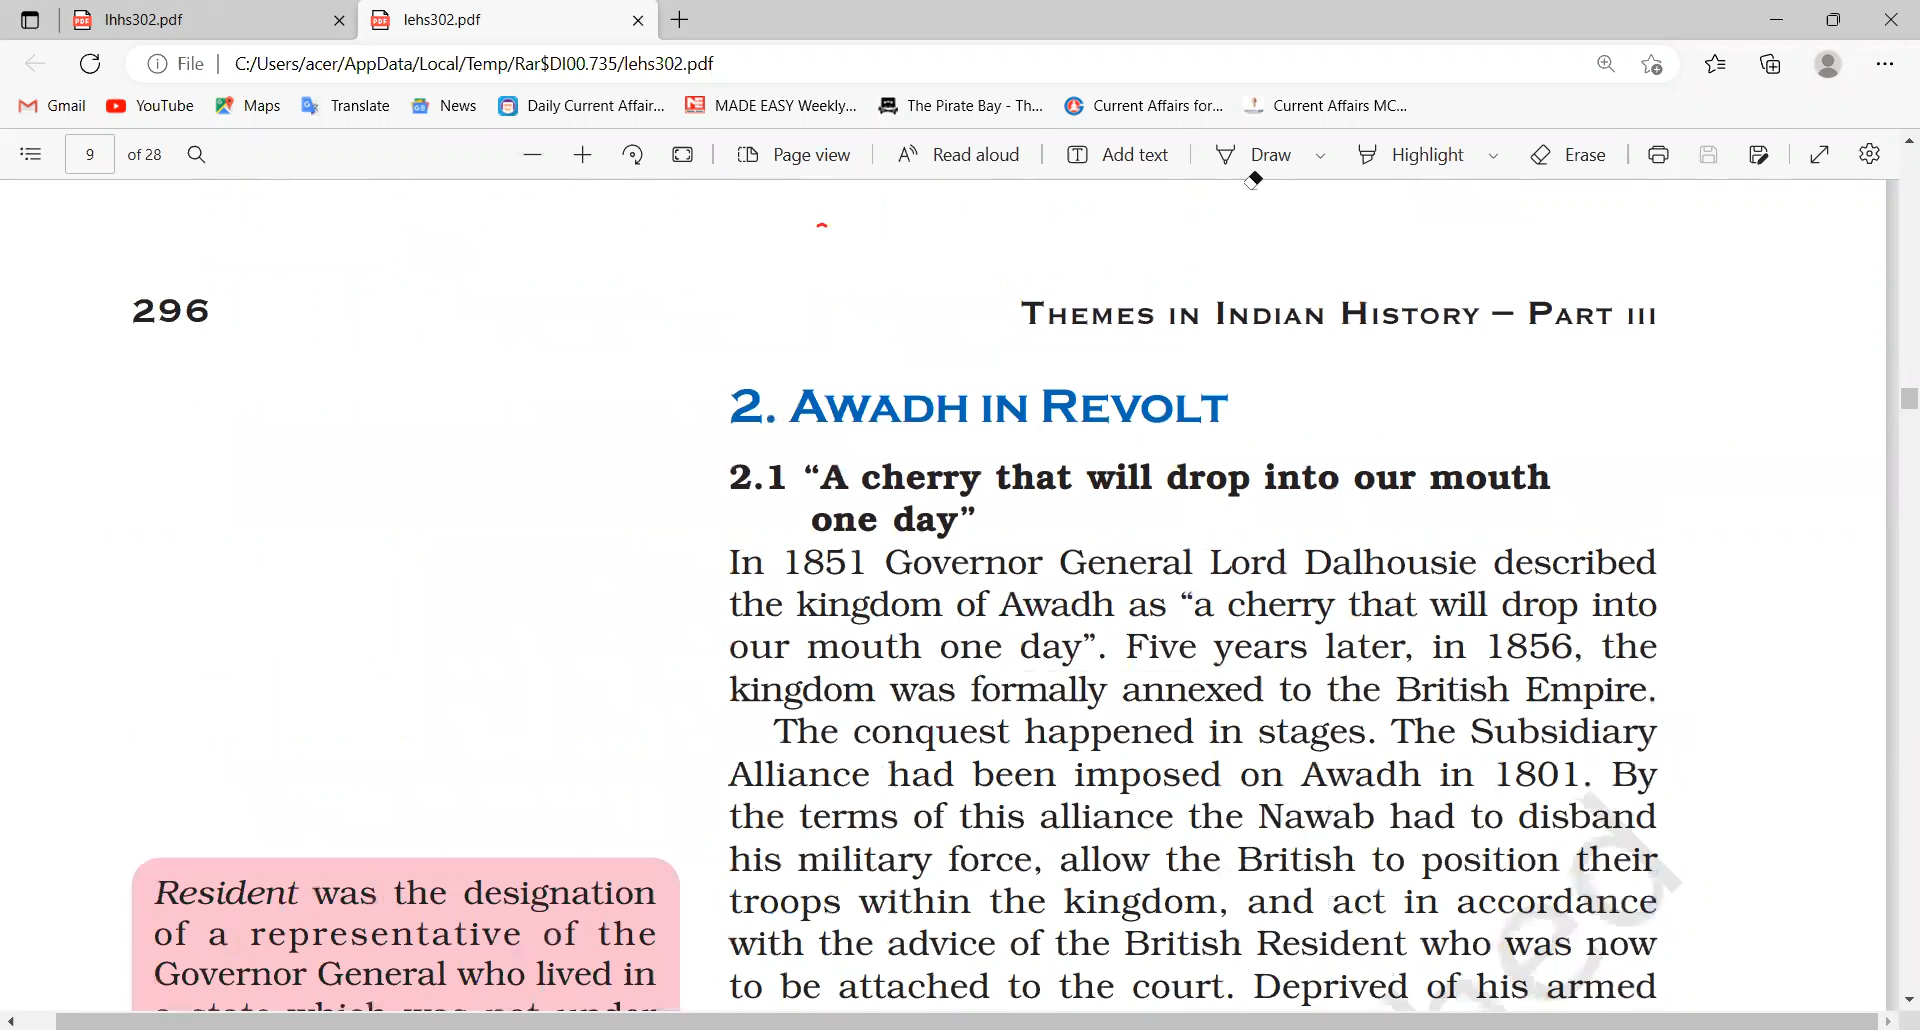 lhhs302.pdf
lehs302.pdf
File
C:/Users/acer/AppData/Local/Temp/Rar$DI00.735/lehs302.pdf
Gmail
YouTube
Maps
Translate
News
Daily Current Affair...
MADE EASY Weekly...
The Pirate Bay - Th...
Current Affairs for...
Current Affairs MC...
9 of 28
Page view
Read aloud
Add text
Draw
Highlight
Erase
296
THEMES IN INDIAN HISTORY – PART III
2. AWADH IN REVOLT
2.1 “A cherry that will drop into our mouth
one day”
In 1851 Governor General Lord Dalhousie described
the kingdom of Awadh as “a cherry that will drop into
our mouth one day”. Five years later, in 1856, the
kingdom was formally annexed to the British Empire.
The conquest happened in stages. The Subsidiary
Alliance had been imposed on Awadh in 1801. By
the terms of this alliance the Nawab had to disband
his military force, allow the British to position their
troops within the kingdom, and act in accordance
with the advice of the British Resident who was now
to be attached to the court. Deprived of his armed
Resident was the designation
of a representative of the
Governor General who lived in
a state which was not under